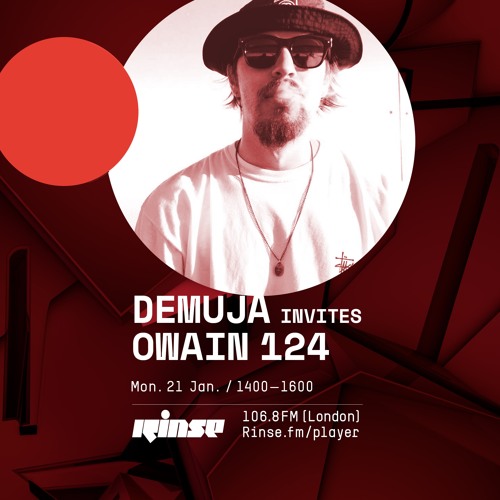 DEMUJA INVITES
OWAIN 124
Mon. 21 Jan. / 1400—1600
rinse
106.8FM (London)
Rinse.fm/player